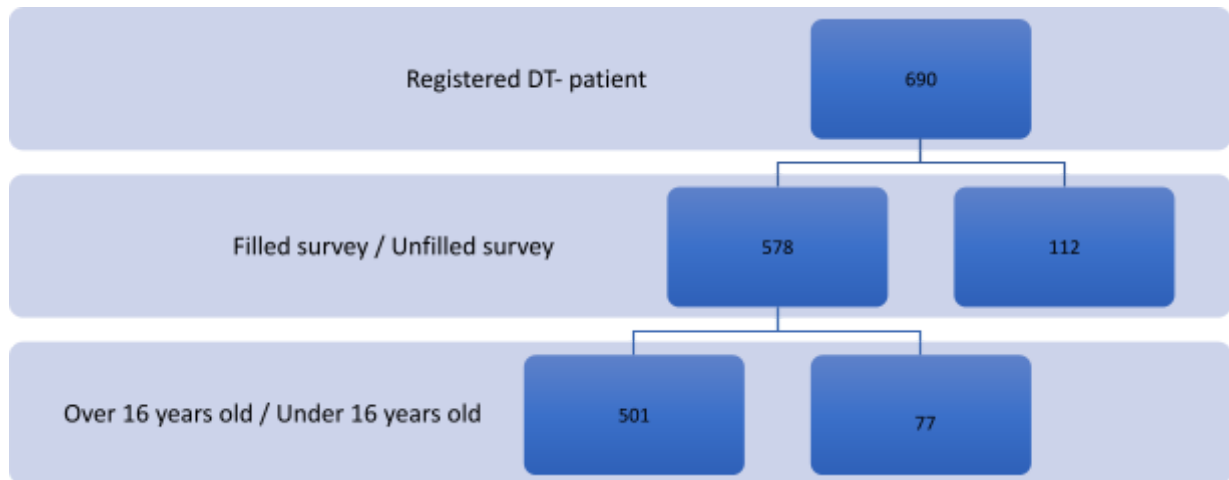 Registered DT- patient
690
Filled survey / Unfilled survey
578
112
Over 16 years old / Under 16 years old
501
77